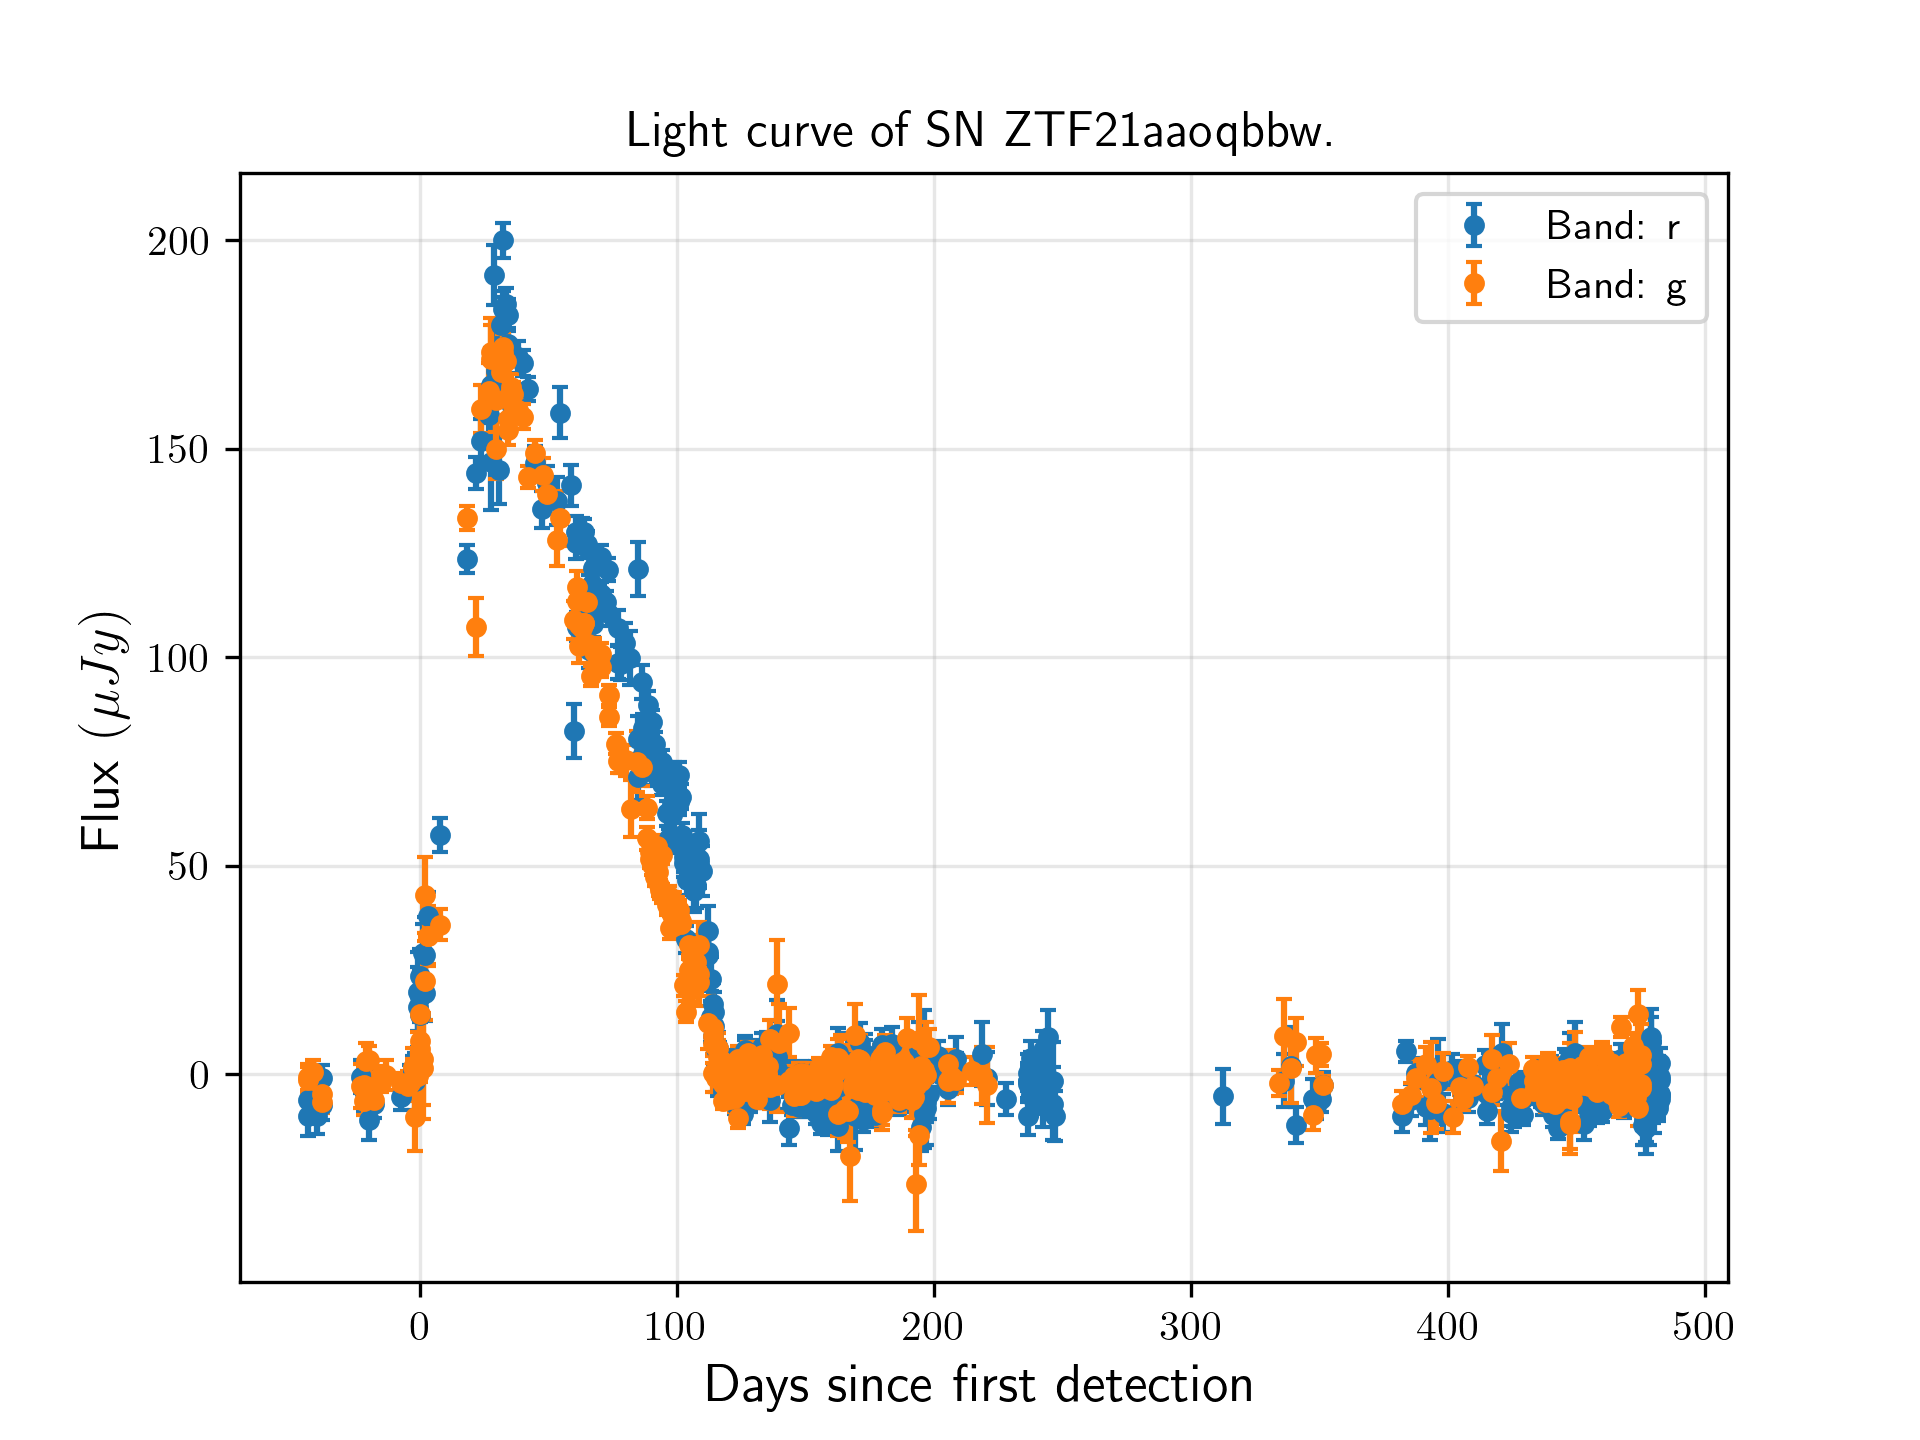 Light curve of SN ZTF21aaoqbbw.
Band: r
Band: g
200
150
100
50
0
Flux (μJy)
0 100 200 300 400 500
Days since first detection